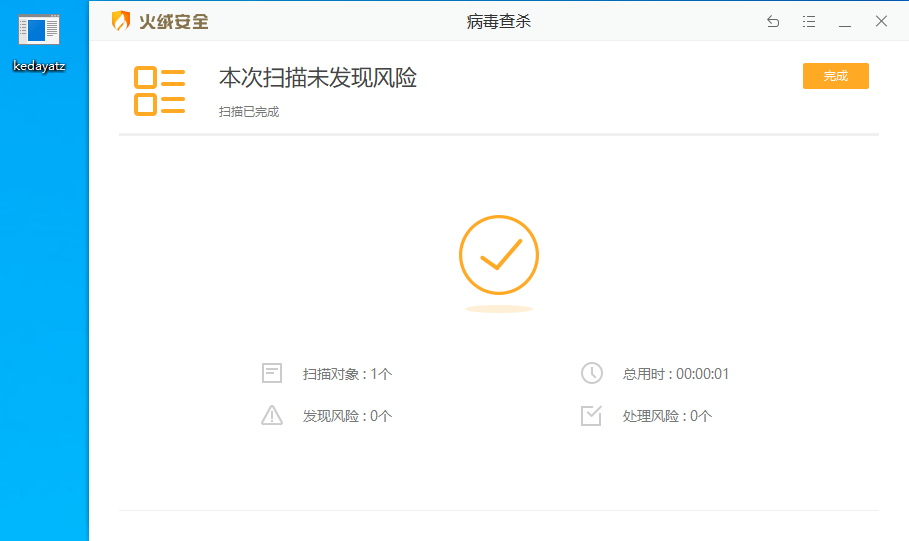 kedayatz
火绒安全
病毒查杀
本次扫描未发现风险
扫描已完成
完成
扫描对象 : 1个
总用时 : 00:00:01
发现风险 : 0个
处理风险 : 0个